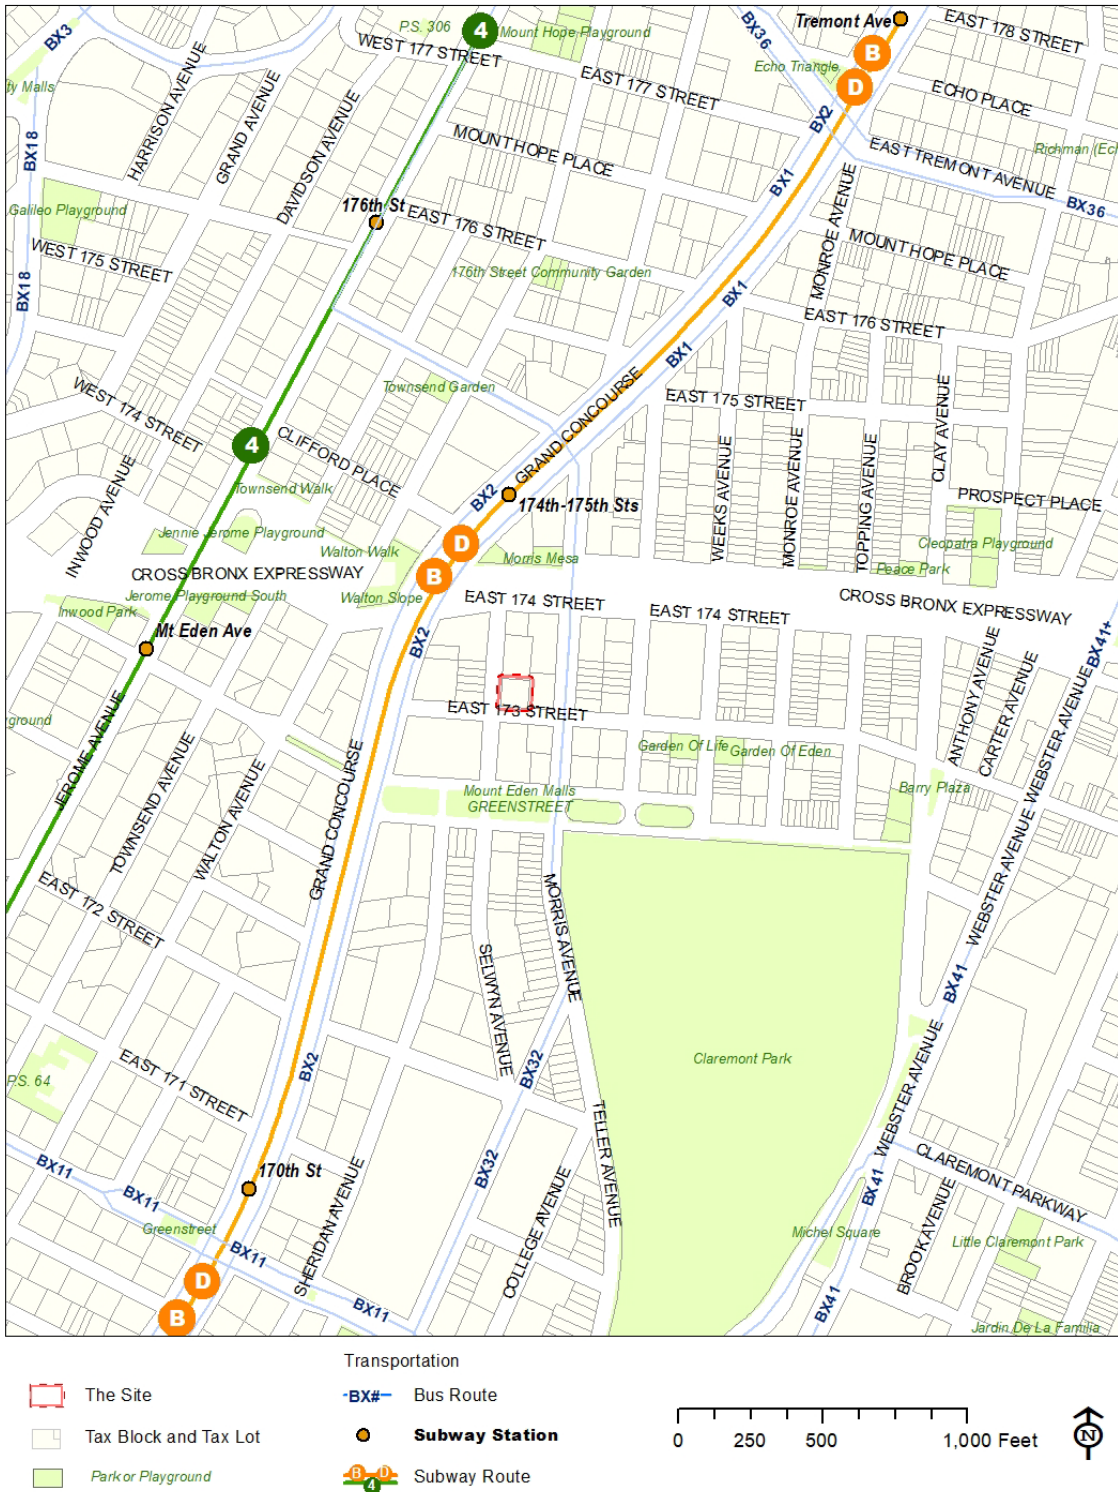 P.S. 306
4
Mount Hope Playground
Tremont Ave
EAST 178 STREET
BX3
WEST 177 STREET
BX36
B
Echo Triangle
D
EAST 177 STREET
ECHO PLACE
ty Malls
HARRISON AVENUE
GRAND AVENUE
DAVIDSON AVENUE
BX2
BX18
MOUNT HOPE PLACE
EAST TREMONT AVENUE
Richman (Ech
BX1
BX36
Galileo Playground
176th St
EAST 176 STREET
MONROE AVENUE
MOUNT HOPE PLACE
WEST 175 STREET
176th Street Community Garden
BX18
BX1
EAST 176 STREET
BX1
Townsend Garden
GRAND CONCOURSE
WEST 174 STREET
EAST 175 STREET
CLAY AVENUE
4
CLIFFORD PLACE
WEEKS AVENUE
MONROE AVENUE
TOPPING AVENUE
INWOOD AVENUE
Townsend Walk
BX2
174th-175th Sts
PROSPECT PLACE
Jennie Jerome Playground
Walton Walk
D
Morris Mesa
Cleopatra Playground
Peace Park
CROSS BRONX EXPRESSWAY
B
Jerome Playground South
Walton Slope
EAST 174 STREET
EAST 174 STREET
CROSS BRONX EXPRESSWAY
Inwood Park
Mt Eden Ave
BX2
BX41+
ANTHONY AVENUE
CARTER AVENUE
WEBSTER AVENUE
ground
JEROME AVENUE
EAST 173 STREET
TOWNSEND AVENUE
WALTON AVENUE
GRAND CONCOURSE
Garden Of Life
Garden Of Eden
Mount Eden Malls
GREENSTREET
Barry Plaza
WEBSTER AVENUE
EAST 172 STREET
MORRIS AVENUE
WEBSTER AVENUE
SELWYN AVENUE
BX41
EAST 171 STREET
BX2
BX32
Claremont Park
P.S. 64
TELLER AVENUE
WEBSTER AVENUE
BX11
BX11
170th St
BX32
BX41
CLAREMONT PARKWAY
Greenstreet
BX11
SHERIDAN AVENUE
COLLEGE AVENUE
Michel Square
BROOK AVENUE
Little Claremont Park
D
BX11
BX41
B
Jardin De La Familia
Transportation
The Site
BX#
Bus Route
Tax Block and Tax Lot
Subway Station
Park or Playground
B D
4
Subway Route
0 250 500 1,000 Feet
N